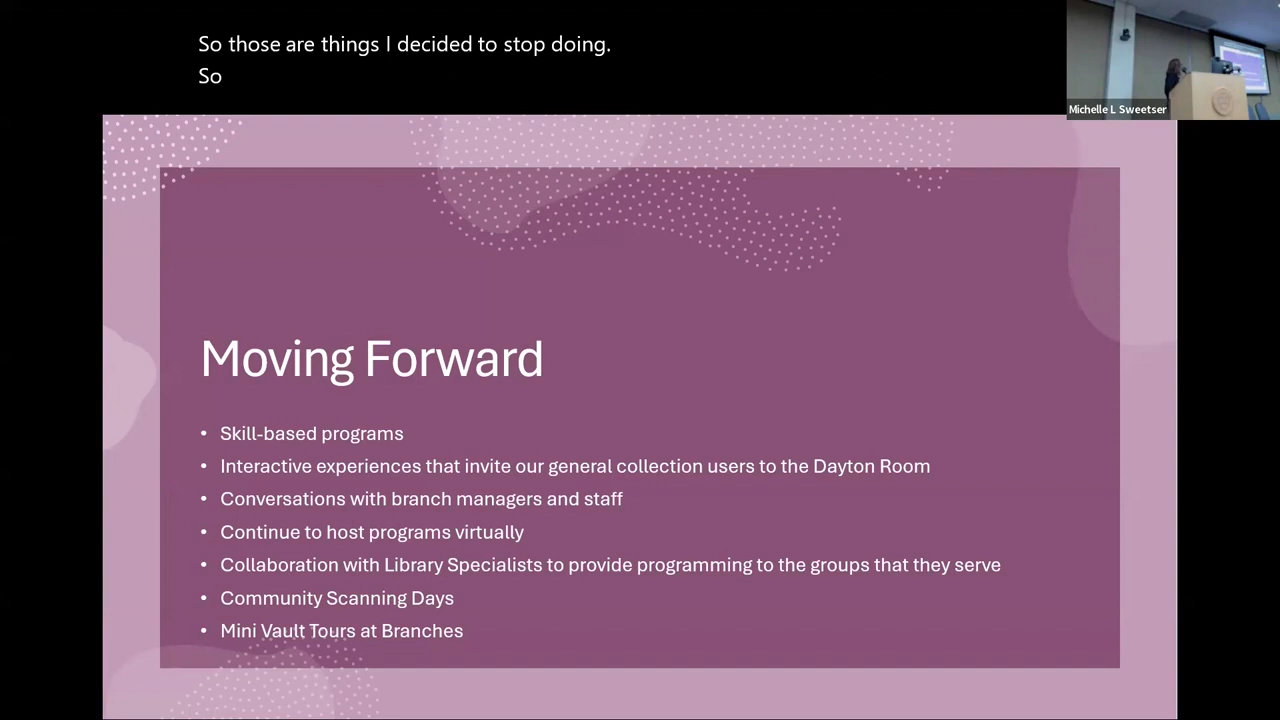 So those are things I decided to stop doing.
So
Michelle L Sweetser
Moving Forward
• Skill-based programs
• Interactive experiences that invite our general collection users to the Dayton Room
• Conversations with branch managers and staff
• Continue to host programs virtually
• Collaboration with Library Specialists to provide programming to the groups that they serve
• Community Scanning Days
• Mini Vault Tours at Branches